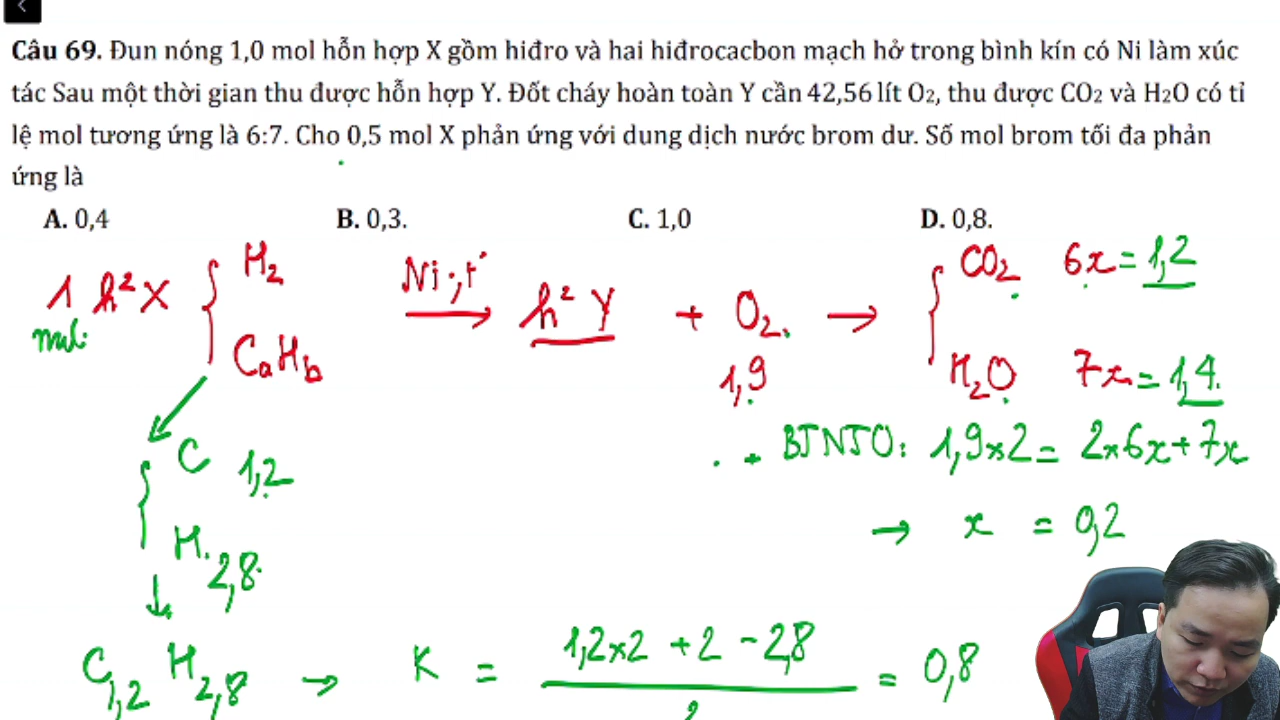 Câu 69. Đun nóng 1,0 mol hỗn hợp X gồm hiđro và hai hiđrocacbon mạch hở trong bình kín có Ni làm xúc
tác Sau một thời gian thu được hỗn hợp Y. Đốt cháy hoàn toàn Y cần 42,56 lít O₂, thu được CO₂ và H₂O có tỉ
lệ mol tương ứng là 6:7. Cho 0,5 mol X phản ứng với dung dịch nước brom dư. Số mol brom tối đa phản
ứng là
A. 0,4 B. 0,3. C. 1,0 D. 0,8.
1 h² X { H₂ Ni, t° → h² Y + O₂ → { CO₂ 6x = 1,2
mol CₐH_b 1,9 H₂O 7x = 1,4
C 1,2 BTNTO: 1,9x2 = 2x6x + 7x
→ x = 0,2
H 2,8
C₁,₂ H₂,₈ → K = 1,2x2 + 2 - 2,8 = 0,8
2